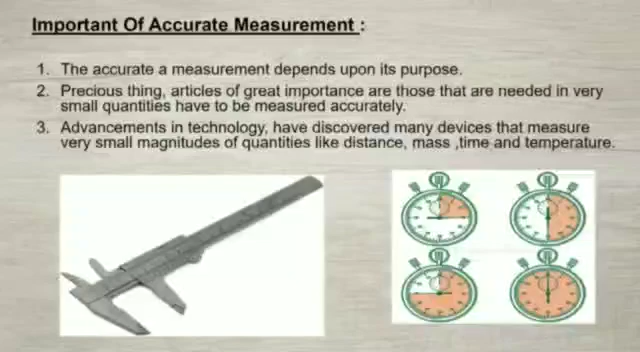 Important Of Accurate Measurement :
1. The accurate a measurement depends upon its purpose.
2. Precious thing, articles of great importance are those that are needed in very
small quantities have to be measured accurately.
3. Advancements in technology, have discovered many devices that measure
very small magnitudes of quantities like distance, mass ,time and temperature.